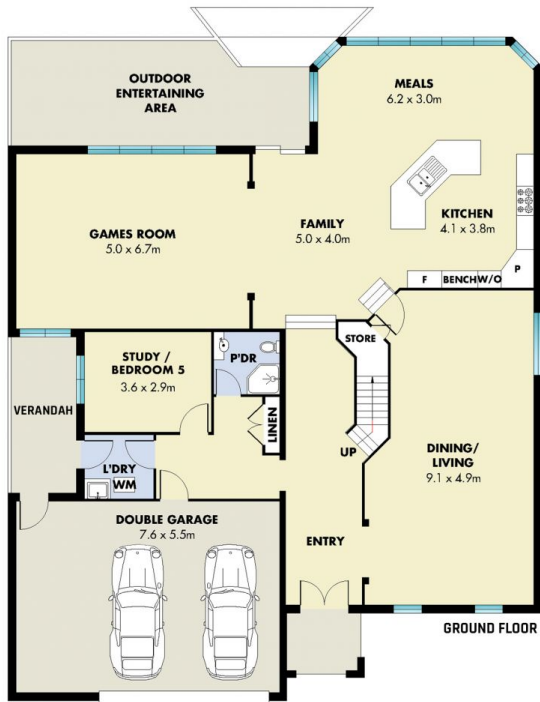 OUTDOOR
ENTERTAINING
AREA
MEALS
6.2 x 3.0m
GAMES ROOM
5.0 x 6.7m
FAMILY
5.0 x 4.0m
KITCHEN
4.1 x 3.8m
F
BENCH
W/O
P
STORE
STUDY /
BEDROOM 5
3.6 x 2.9m
P'DR
VERANDAH
LINEN
L'DRY
WM
UP
DINING/
LIVING
9.1 x 4.9m
DOUBLE GARAGE
7.6 x 5.5m
ENTRY
GROUND FLOOR